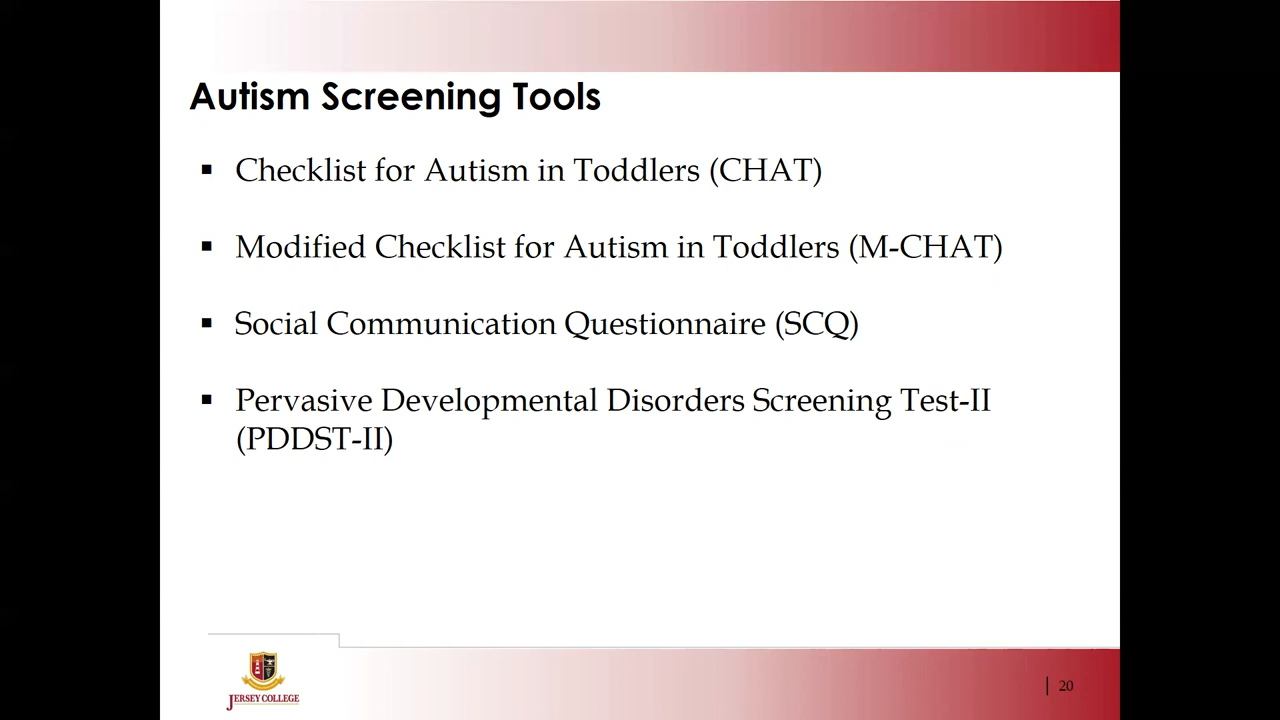 Autism Screening Tools
▪ Checklist for Autism in Toddlers (CHAT)
▪ Modified Checklist for Autism in Toddlers (M-CHAT)
▪ Social Communication Questionnaire (SCQ)
▪ Pervasive Developmental Disorders Screening Test-II
(PDDST-II)
JERSEY COLLEGE
| 20